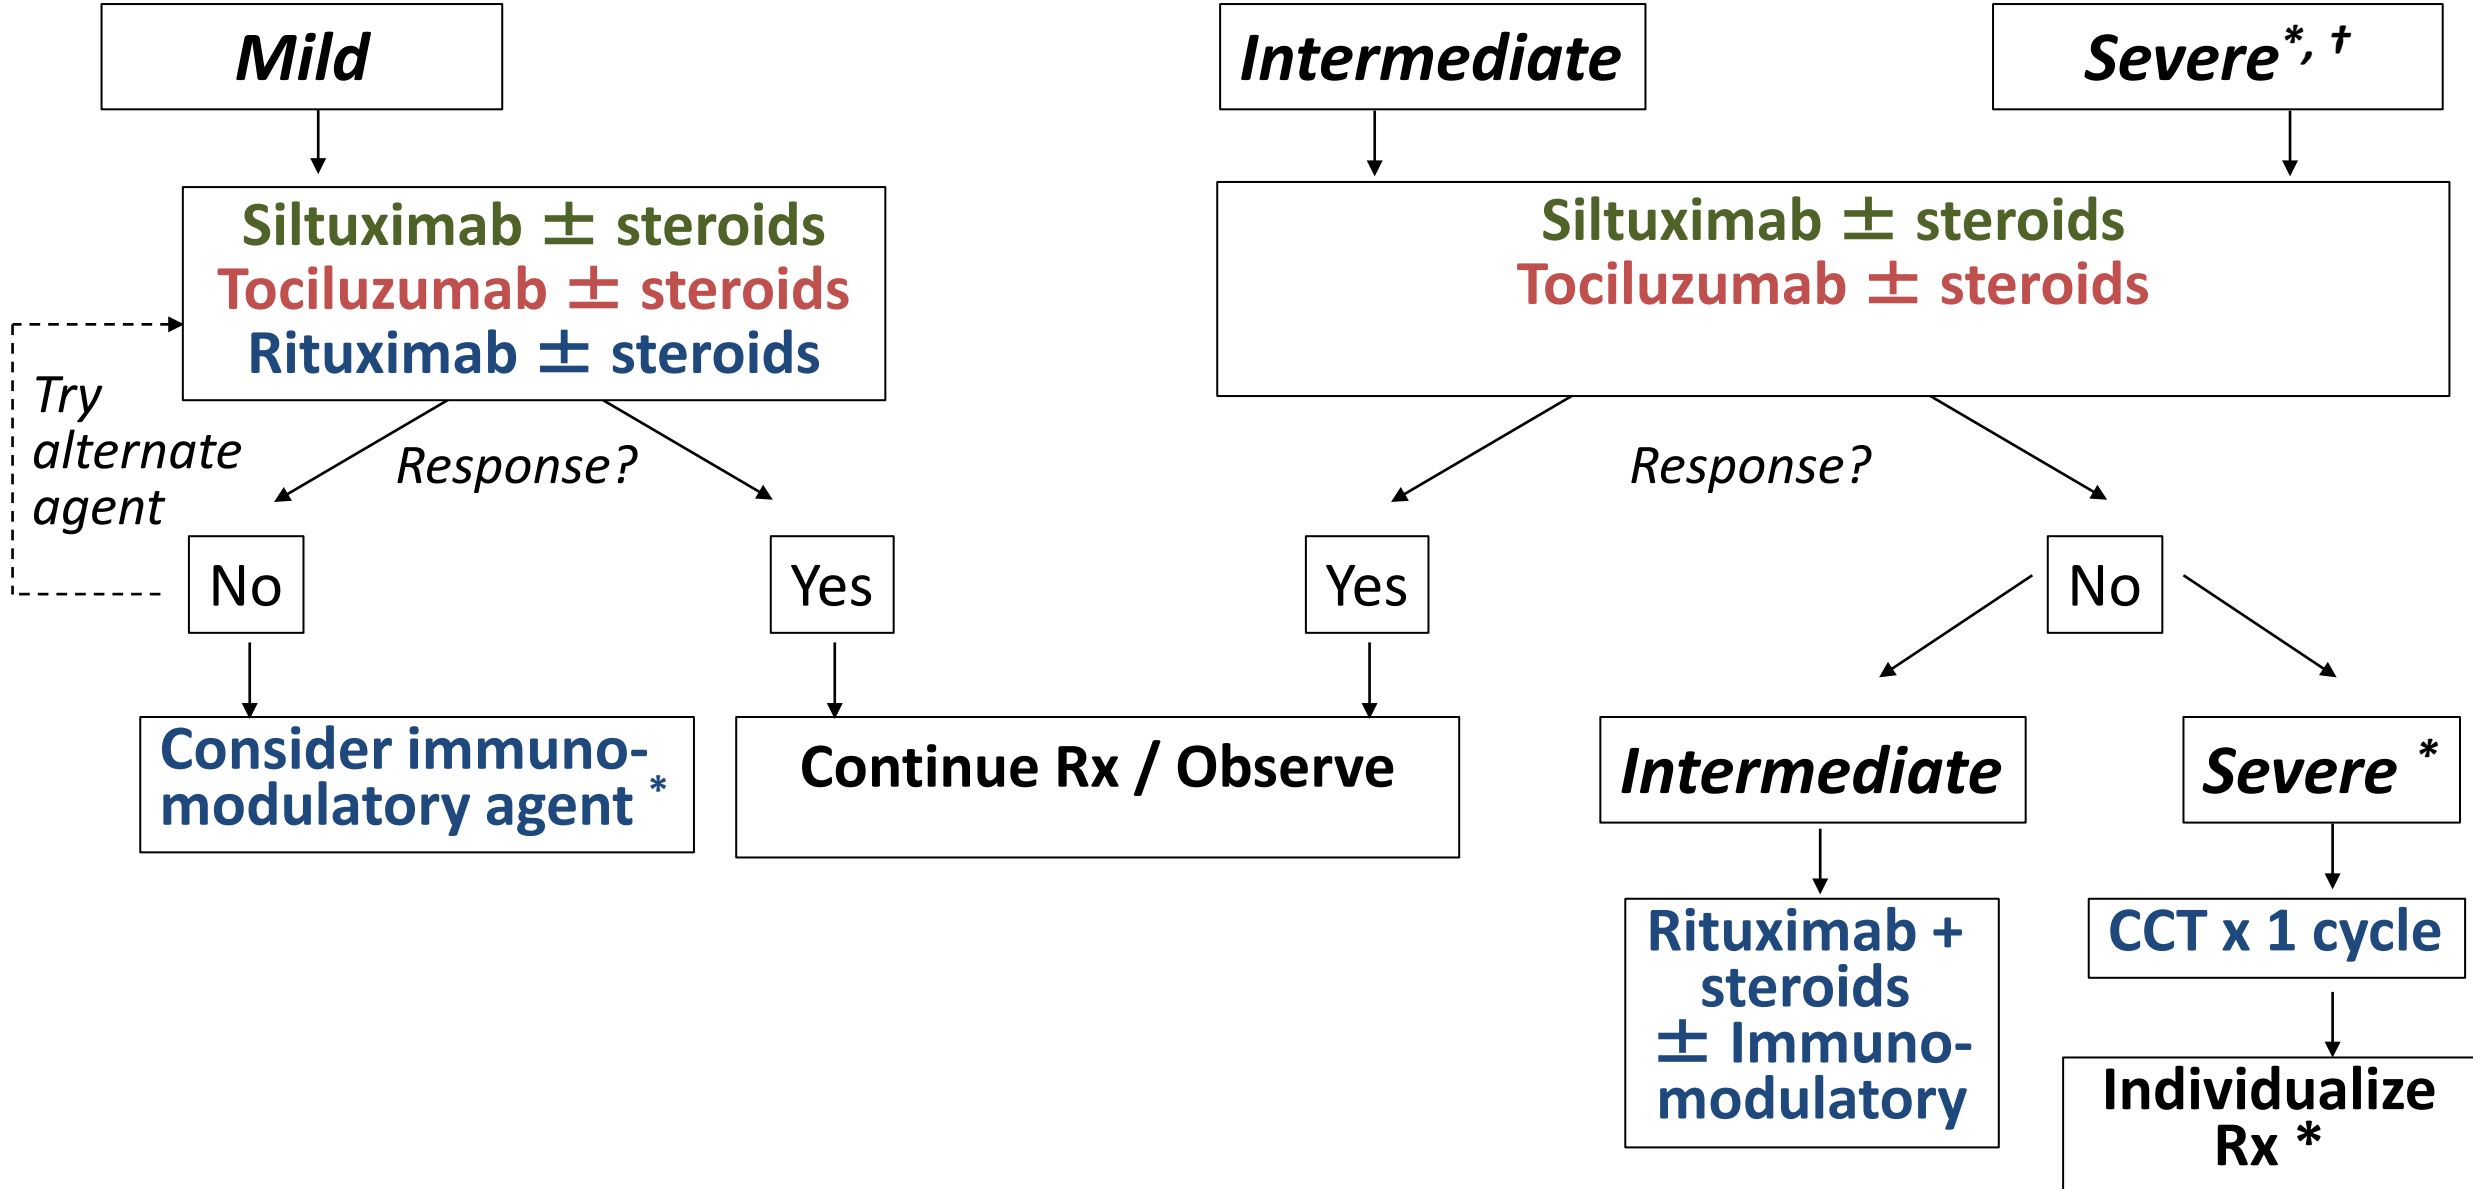 Mild
Intermediate
Severe*, †
Siltuximab ± steroids
Tociluzumab ± steroids
Rituximab ± steroids
Siltuximab ± steroids
Tociluzumab ± steroids
Try
alternate
agent
Response?
Response?
No
Yes
Yes
No
Consider immuno-
modulatory agent *
Continue Rx / Observe
Intermediate
Severe *
Rituximab +
steroids
± Immuno-
modulatory
CCT x 1 cycle
Individualize
Rx *